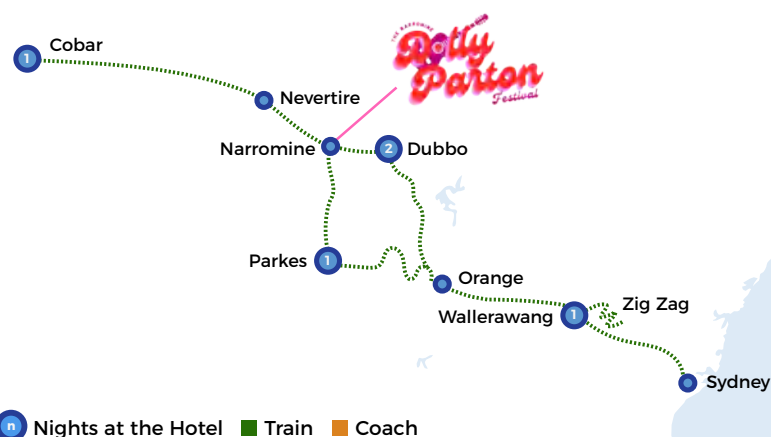 THE NARROMINE
Dolly
Parton
Festival
1 Cobar
Nevertire
Narromine
2 Dubbo
Parkes 1
Orange
Wallerawang 1
Zig Zag
Sydney
n Nights at the Hotel Train Coach